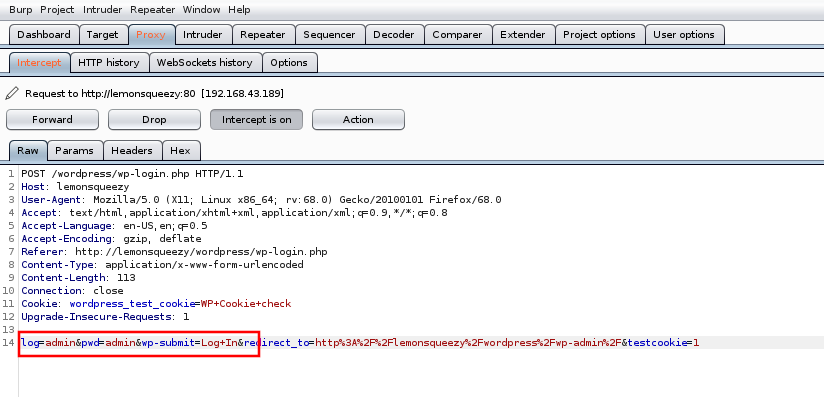 Burp Project Intruder Repeater Window Help
Dashboard Target Proxy Intruder Repeater Sequencer Decoder Comparer Extender Project options User options
Intercept HTTP history WebSockets history Options
Request to http://lemonsqueezy:80 [192.168.43.189]
Forward Drop Intercept is on Action
Raw Params Headers Hex
1 POST /wordpress/wp-login.php HTTP/1.1
2 Host: lemonsqueezy
3 User-Agent: Mozilla/5.0 (X11; Linux x86_64; rv:68.0) Gecko/20100101 Firefox/68.0
4 Accept: text/html,application/xhtml+xml,application/xml;q=0.9,*/*;q=0.8
5 Accept-Language: en-US,en;q=0.5
6 Accept-Encoding: gzip, deflate
7 Referer: http://lemonsqueezy/wordpress/wp-login.php
8 Content-Type: application/x-www-form-urlencoded
9 Content-Length: 113
10 Connection: close
11 Cookie: wordpress_test_cookie=WP+Cookie+check
12 Upgrade-Insecure-Requests: 1
13
14 log=admin&pwd=admin&wp-submit=Log+In&redirect_to=http%3A%2F%2Flemonsqueezy%2Fwordpress%2Fwp-admin%2F&testcookie=1